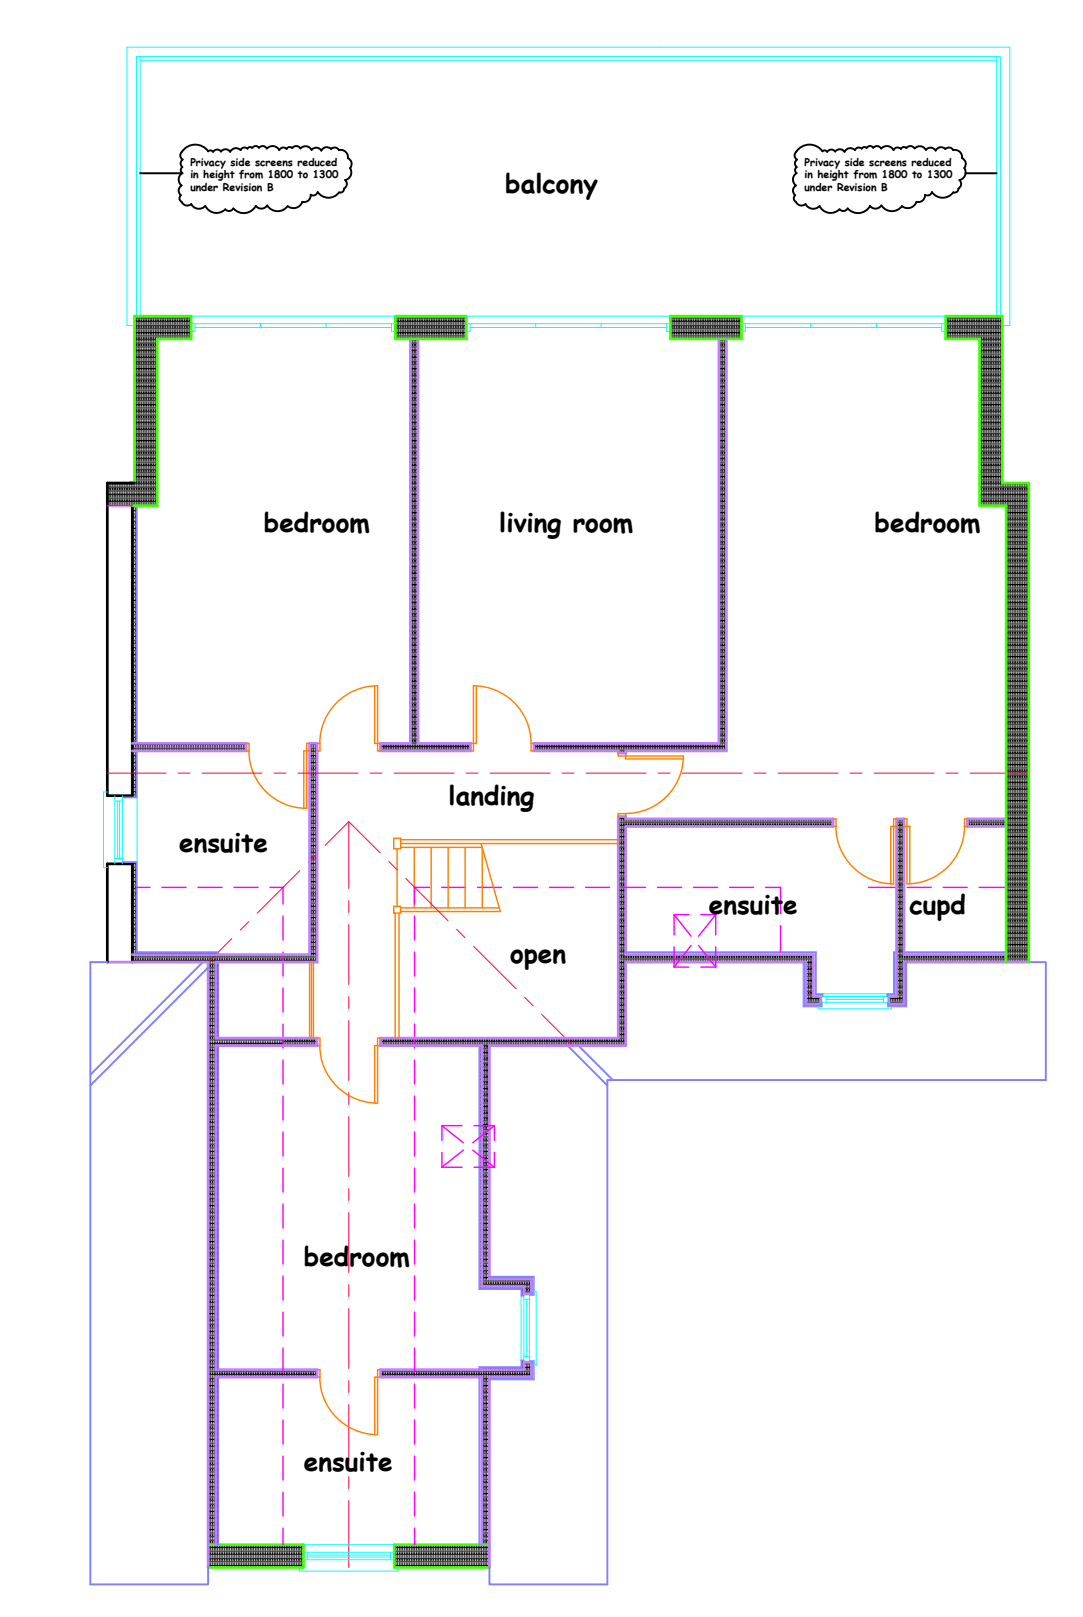 Privacy side screens reduced
in height from 1800 to 1300
under Revision B
balcony
Privacy side screens reduced
in height from 1800 to 1300
under Revision B
bedroom
living room
bedroom
landing
ensuite
ensuite
cupd
open
bedroom
ensuite